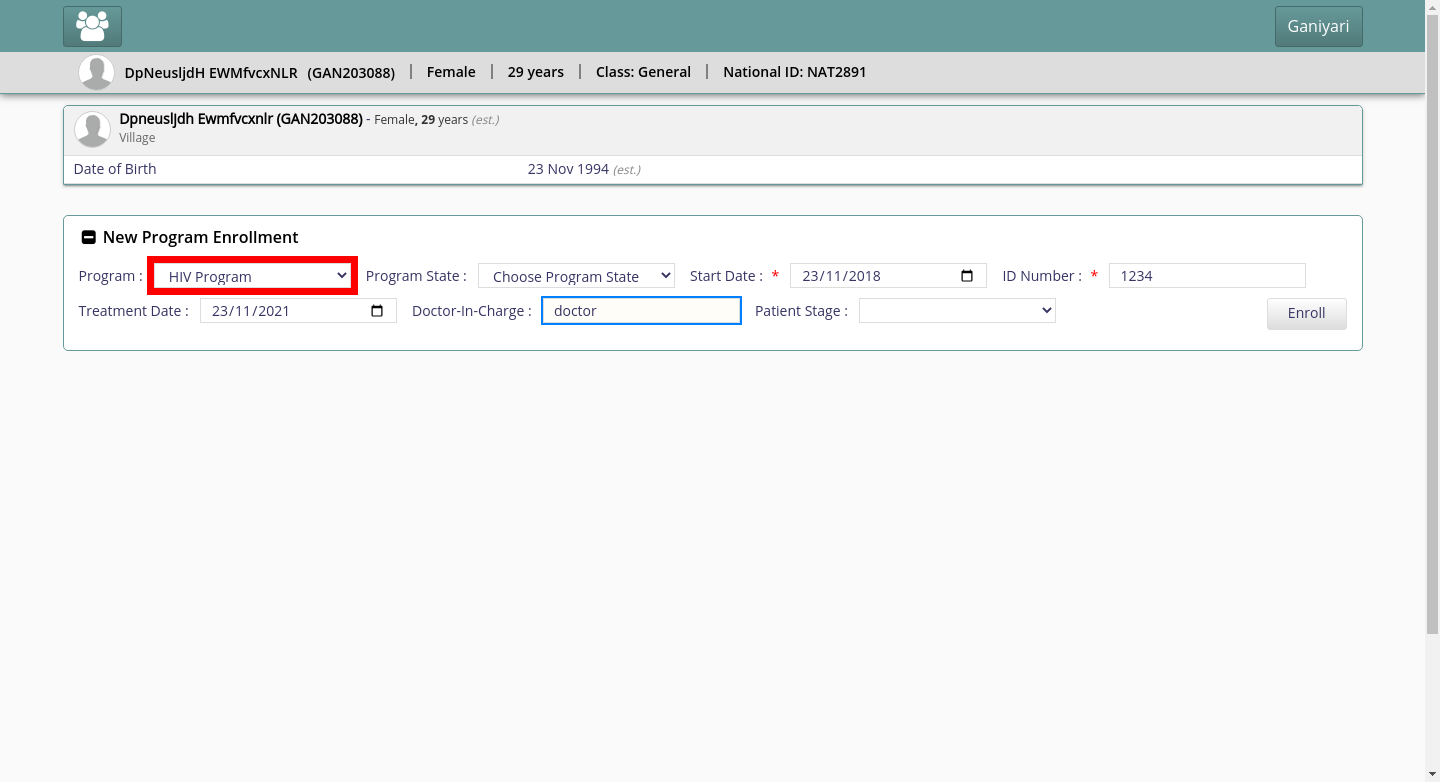 Ganiyari
DpNeusljdH EWMfvcxNLR (GAN203088) | Female | 29 years | Class: General | National ID: NAT2891
Dpneusljdh Ewmfvcxnlr (GAN203088) - Female, 29 years (est.)
Village
Date of Birth 23 Nov 1994 (est.)
New Program Enrollment
Program : HIV Program Program State : Choose Program State Start Date : * 23/11/2018 ID Number : * 1234
Treatment Date : 23/11/2021 Doctor-In-Charge : doctor Patient Stage : Enroll